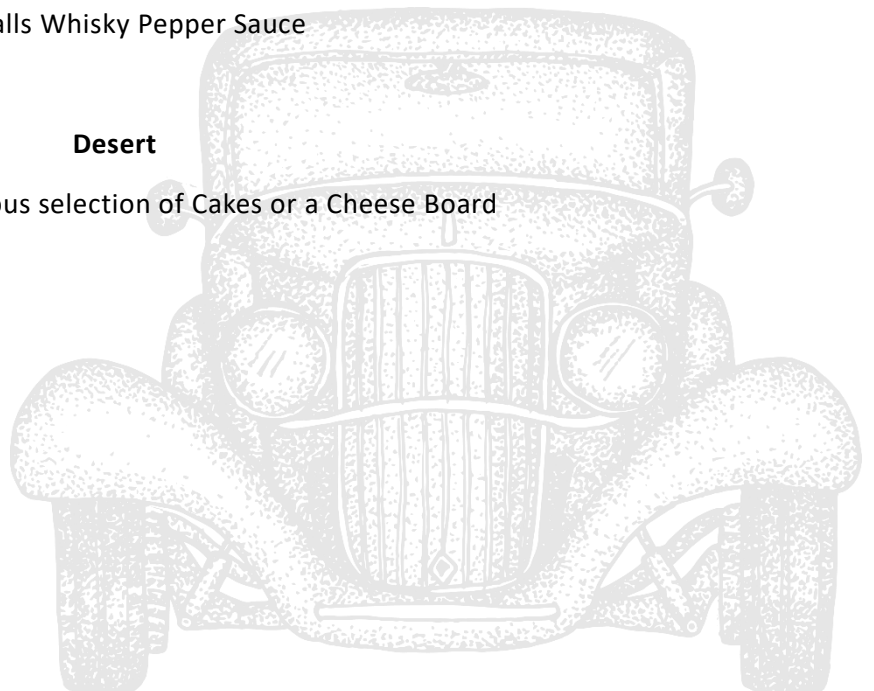 alls Whisky Pepper Sauce
Desert
ous selection of Cakes or a Cheese Board